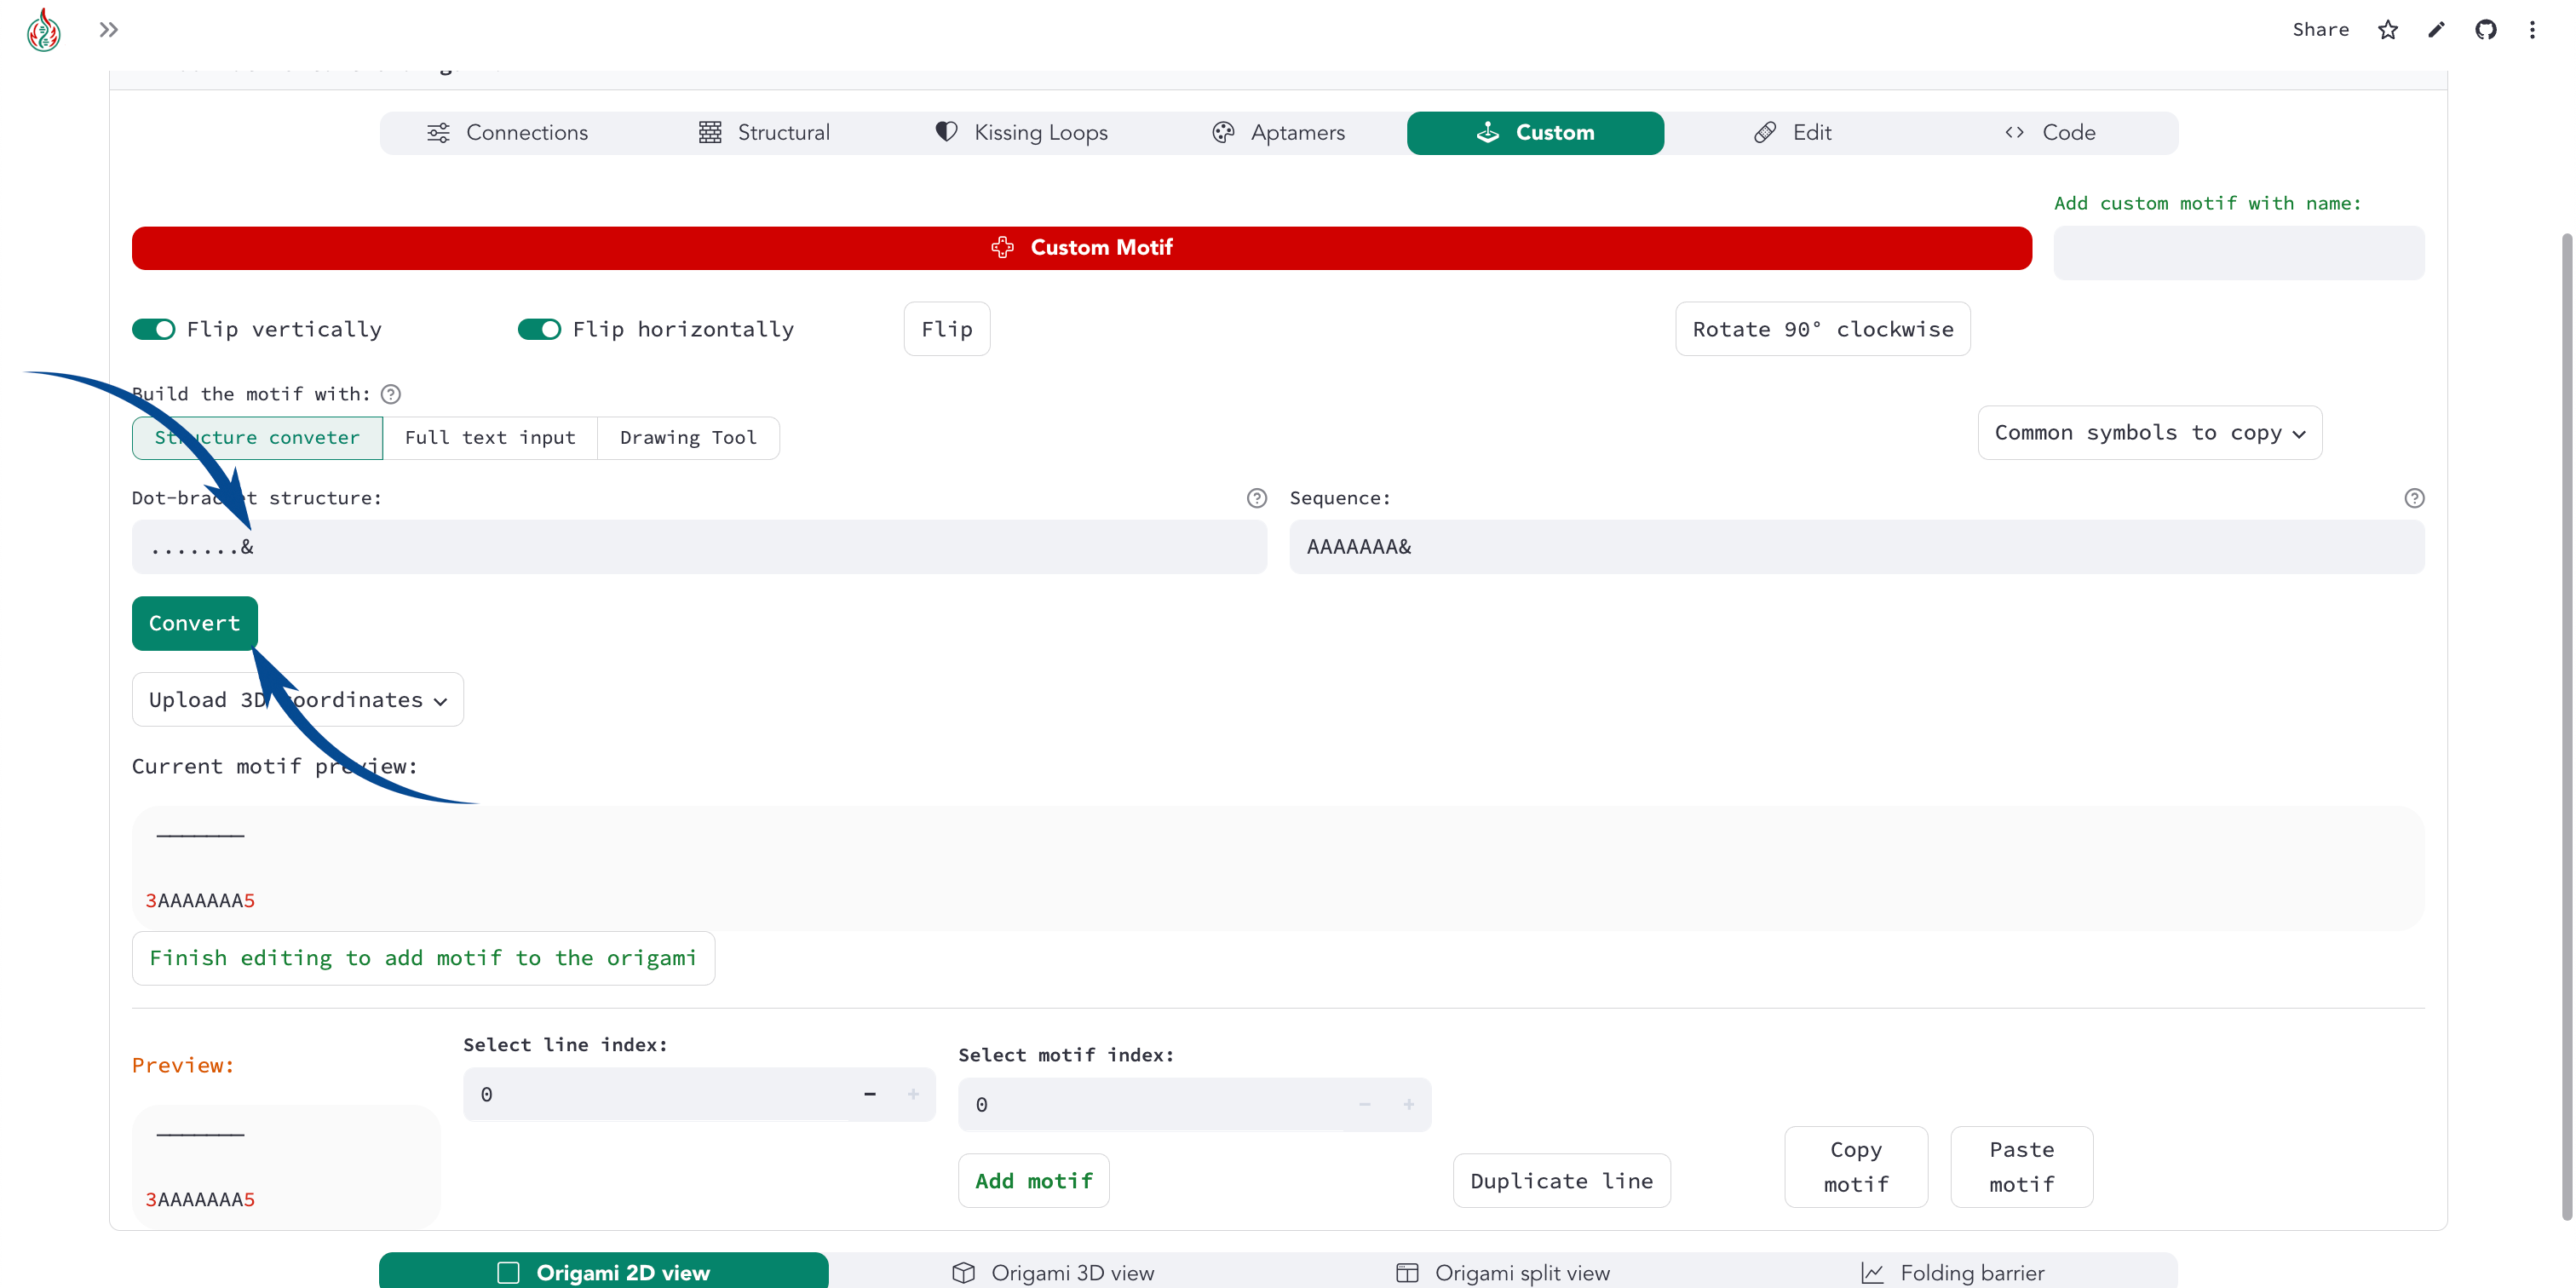 Share
Connections Structural Kissing Loops Aptamers Custom Edit Code
Add custom motif with name:
Custom Motif
Flip vertically Flip horizontally Flip Rotate 90° clockwise
Build the motif with:
Structure conveter Full text input Drawing Tool Common symbols to copy
Dot-bracket structure: Sequence:
.......& AAAAAAA&
Convert
Upload 3D coordinates
Current motif preview:
───────
3AAAAAAA5
Finish editing to add motif to the origami
Select line index: Select motif index:
Preview:
0 − + 0 − +
───────
Add motif Duplicate line Copy motif Paste motif
3AAAAAAA5
Origami 2D view Origami 3D view Origami split view Folding barrier